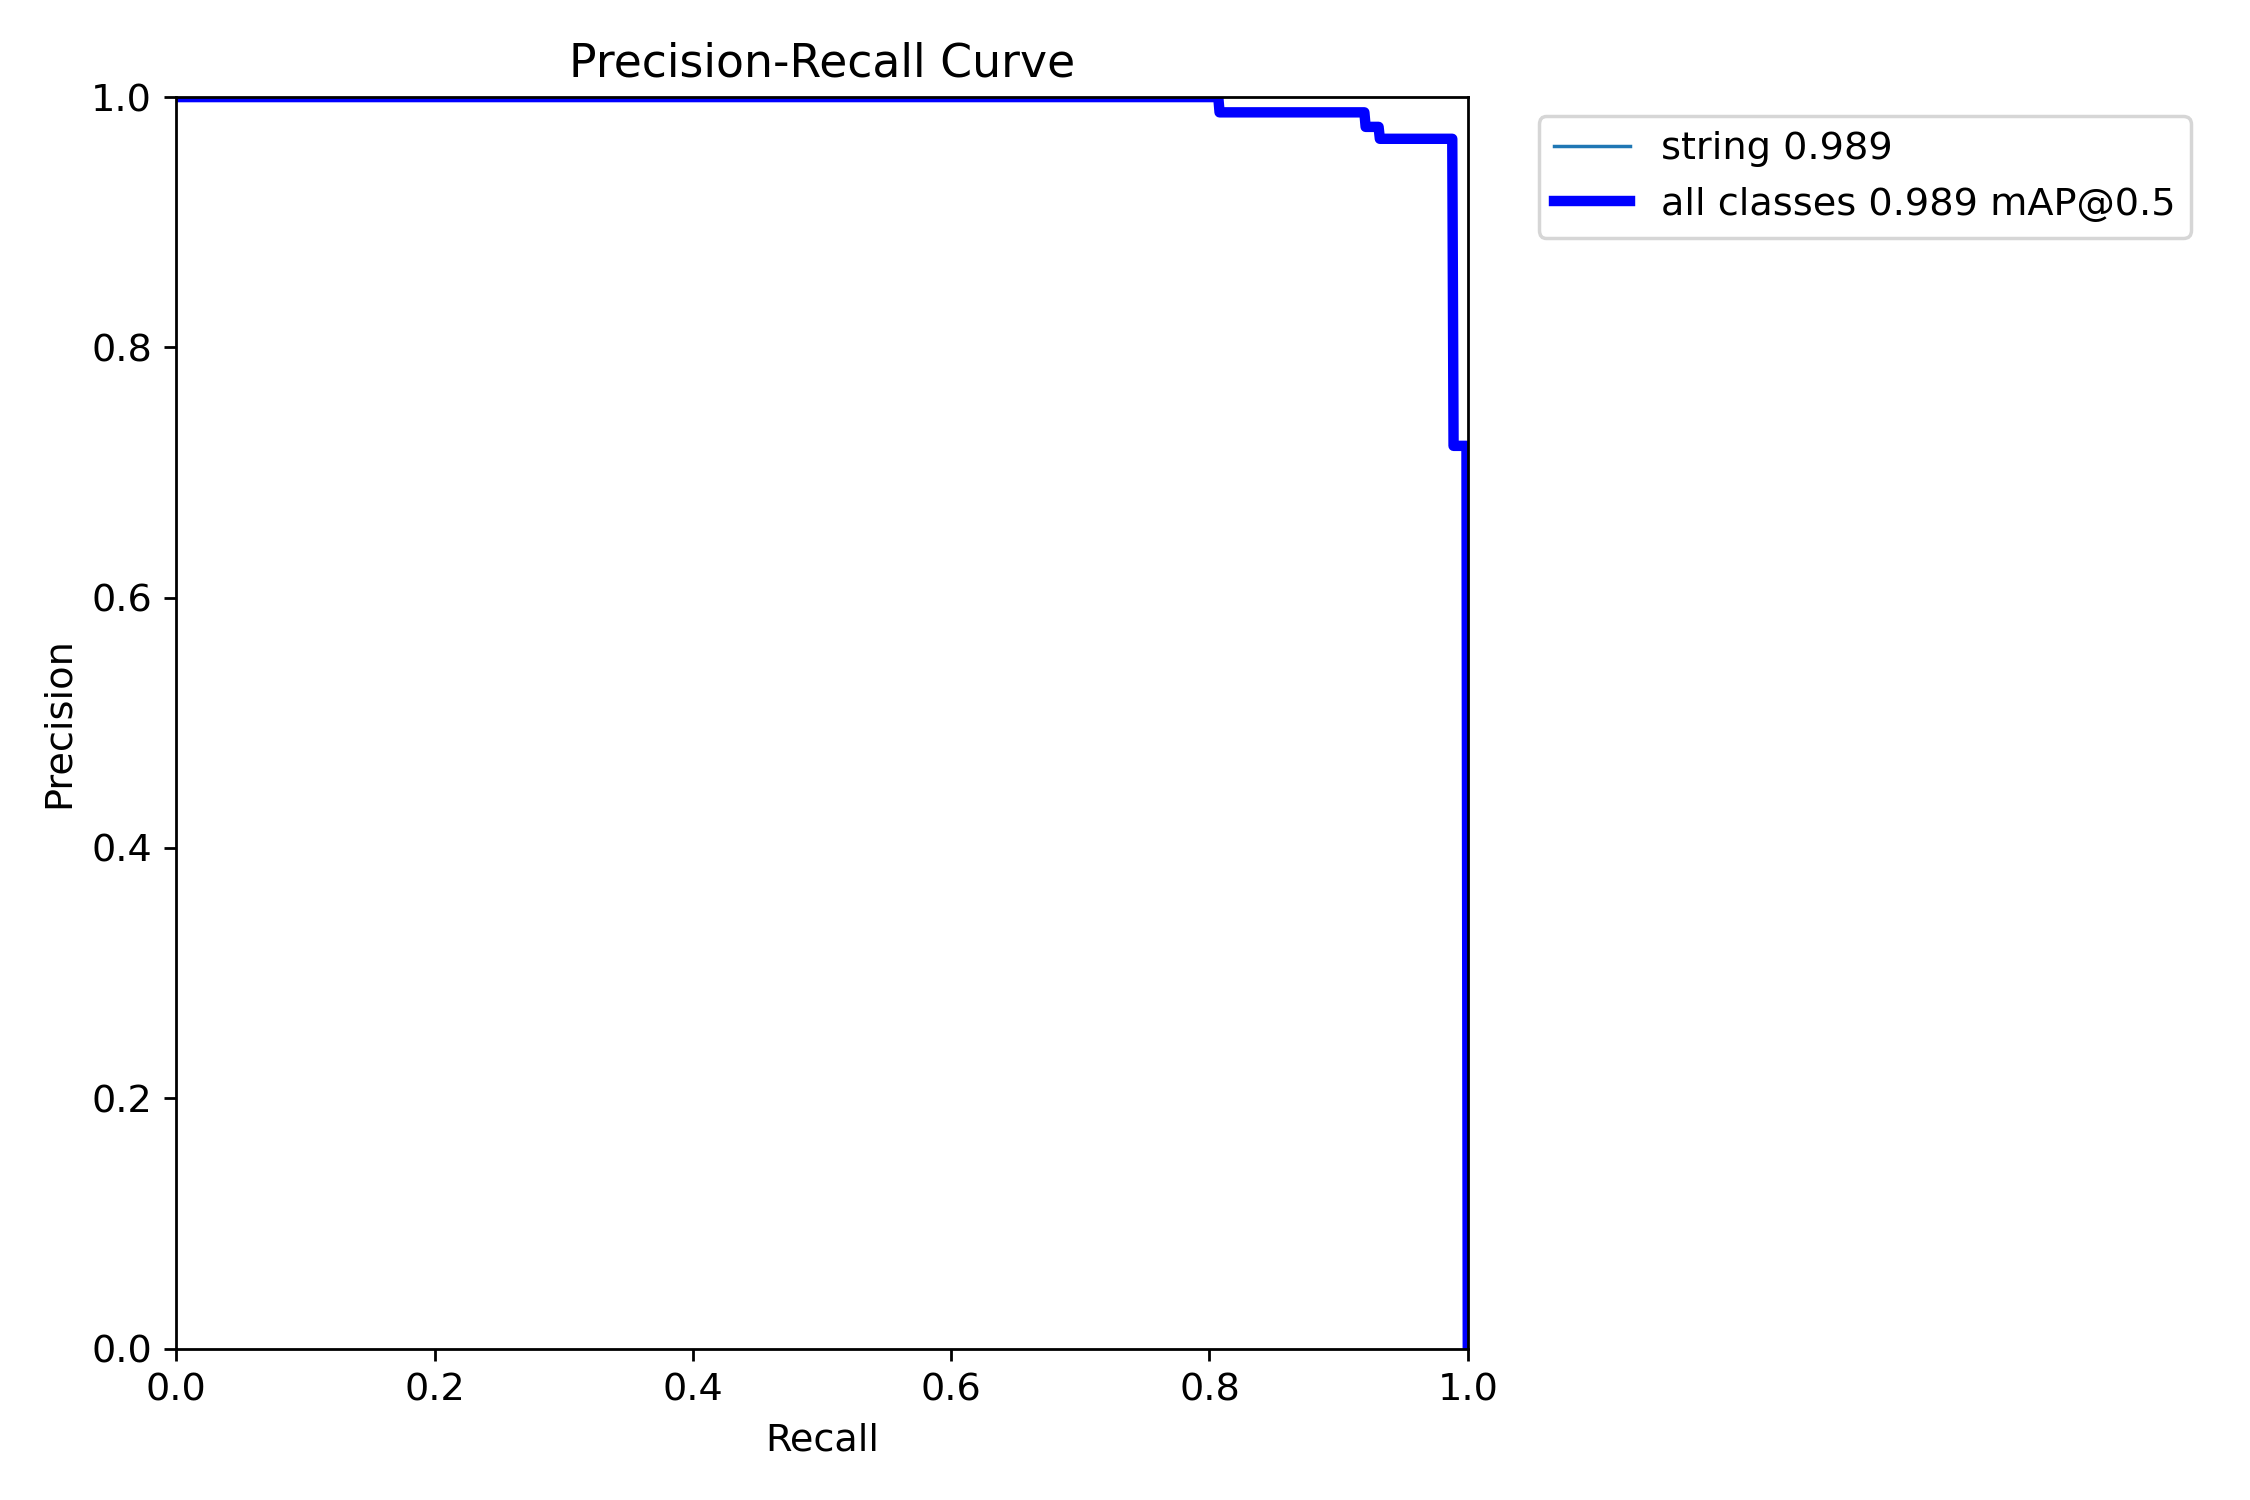 Precision-Recall Curve
1.0
0.8
0.6
0.4
0.2
0.0
Precision
0.0 0.2 0.4 0.6 0.8 1.0
Recall
string 0.989
all classes 0.989 mAP@0.5